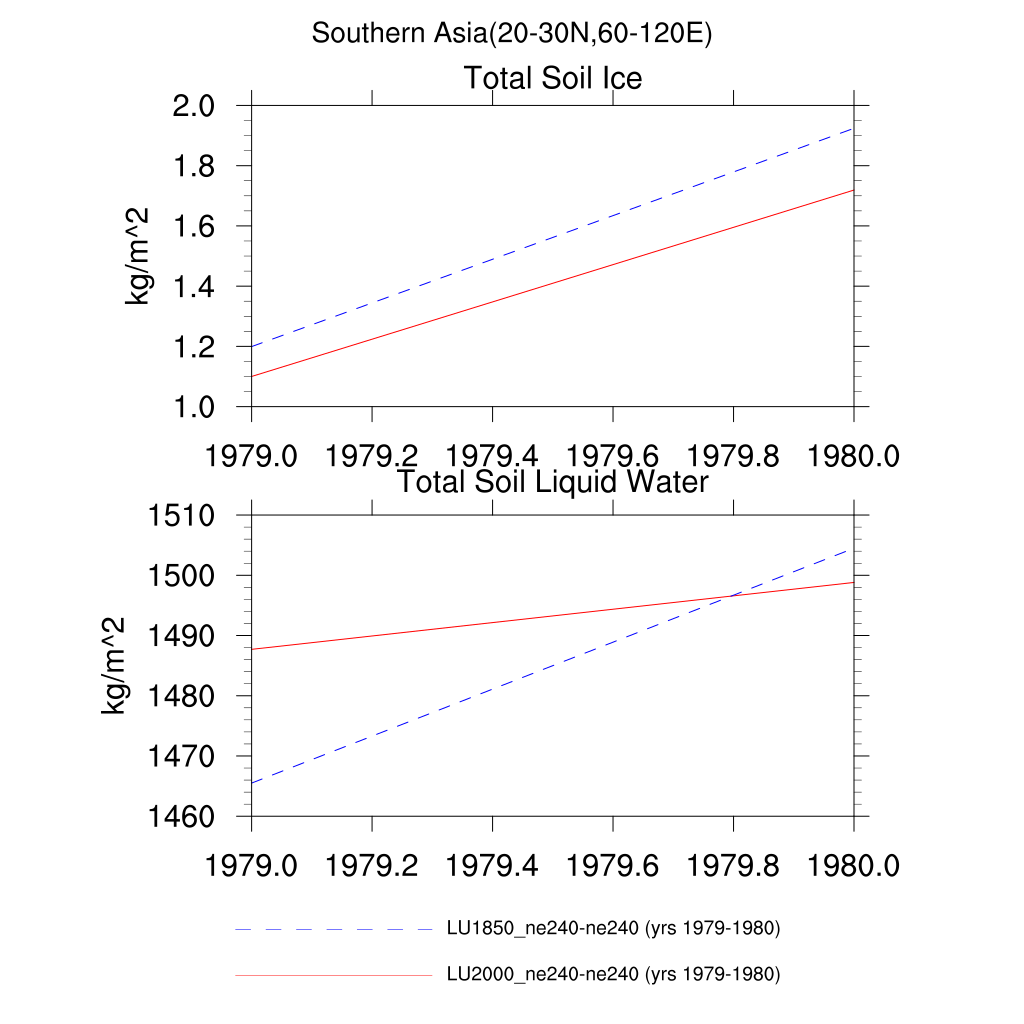 Southern Asia(20-30N,60-120E)
Total Soil Ice
2.0
1.8
1.6
1.4
1.2
1.0
kg/m^2
1979.0 1979.2 1979.4 1979.6 1979.8 1980.0
Total Soil Liquid Water
1510
1500
1490
1480
1470
1460
kg/m^2
1979.0 1979.2 1979.4 1979.6 1979.8 1980.0
LU1850_ne240-ne240 (yrs 1979-1980)
LU2000_ne240-ne240 (yrs 1979-1980)